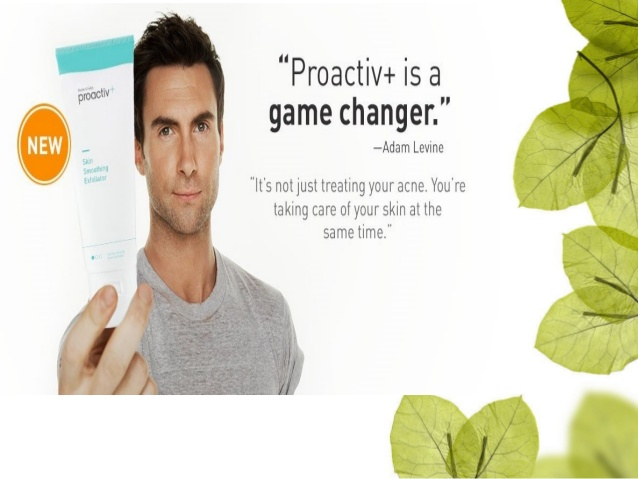 proactiv+
NEW
Skin
Smoothing
Exfoliator
“Proactiv+ is a
game changer.”
—Adam Levine
“It's not just treating your acne. You're
taking care of your skin at the
same time.”